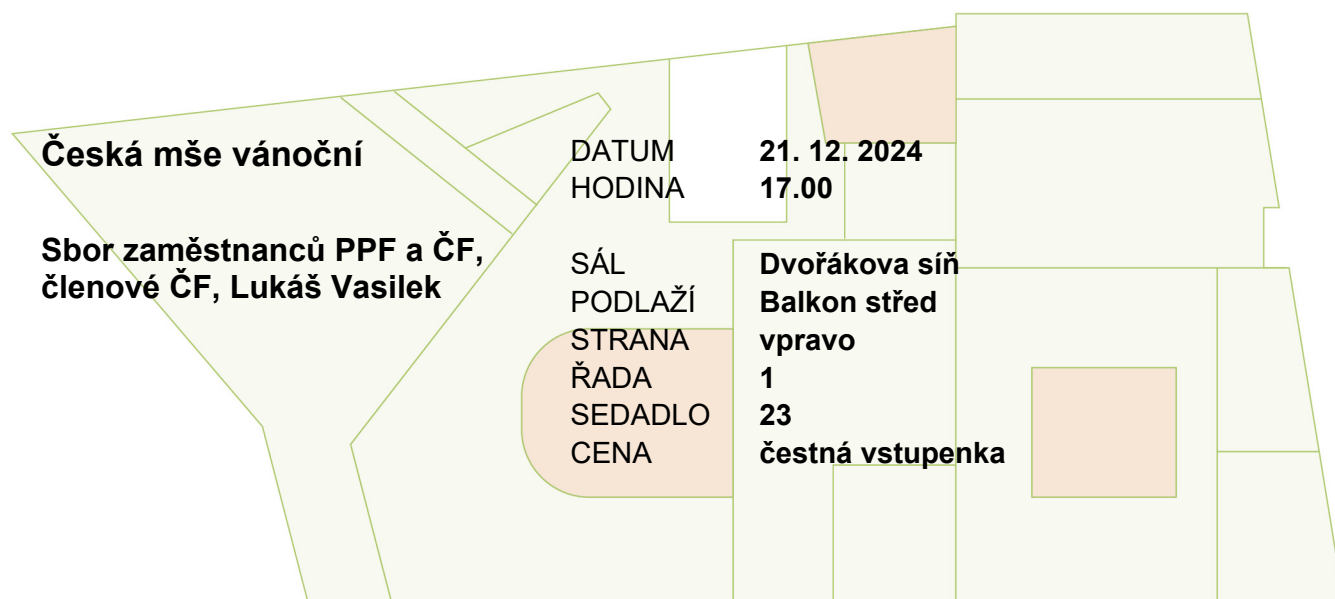 Česká mše vánoční
Sbor zaměstnanců PPF a ČF,
členové ČF, Lukáš Vasilek
DATUM 21. 12. 2024
HODINA 17.00
SÁL Dvořákova síň
PODLAŽÍ Balkon střed
STRANA vpravo
ŘADA 1
SEDADLO 23
CENA čestná vstupenka